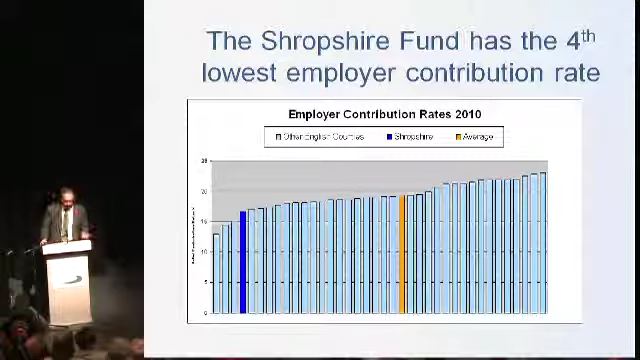 The Shropshire Fund has the 4th
lowest employer contribution rate
Employer Contribution Rates 2010
Other English Counties Shropshire Average
25
20
15
10
5
0